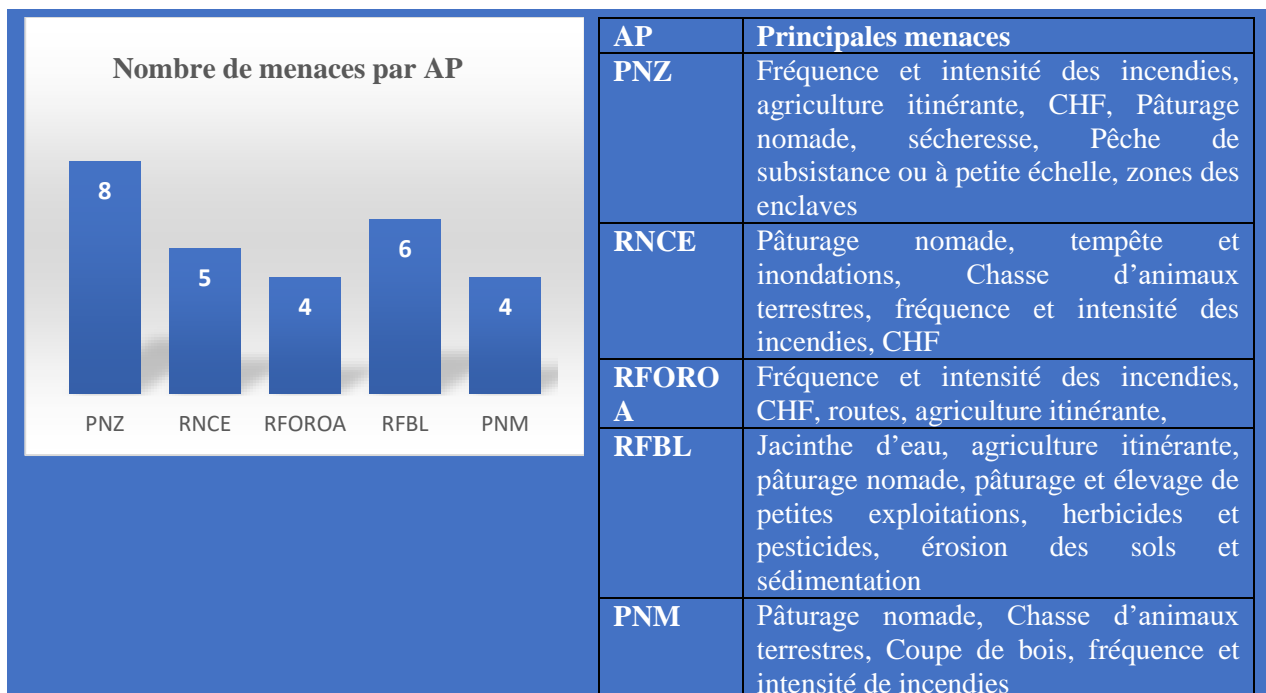 Nombre de menaces par AP
8
5
4
6
4
PNZ RNCE RFOROA RFBL PNM
AP Principales menaces
PNZ Fréquence et intensité des incendies,
agriculture itinérante, CHF, Pâturage
nomade, sécheresse, Pêche de
subsistance ou à petite échelle, zones des
enclaves
RNCE Pâturage nomade, tempête et
inondations, Chasse d’animaux
terrestres, fréquence et intensité des
incendies, CHF
RFORO Fréquence et intensité des incendies,
A CHF, routes, agriculture itinérante,
RFBL Jacinthe d’eau, agriculture itinérante,
pâturage nomade, pâturage et élevage de
petites exploitations, herbicides et
pesticides, érosion des sols et
sédimentation
PNM Pâturage nomade, Chasse d’animaux
terrestres, Coupe de bois, fréquence et
intensité de incendies